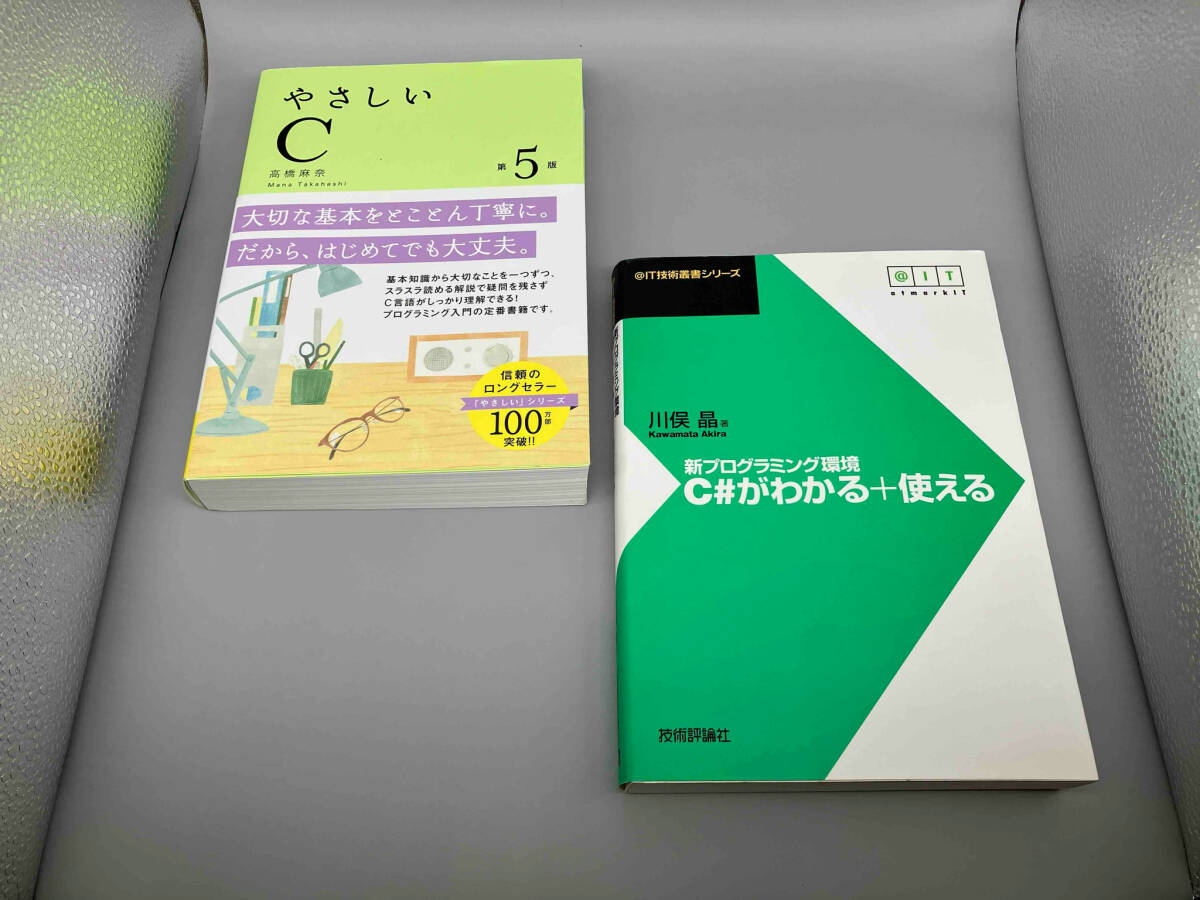 やさしい
C
高橋麻奈
Mana Takahashi
第5版
大切な基本をとことん丁寧に。
だから、はじめてでも大丈夫。
基本知識から大切なことを一つずつ、
スラスラ読める解説で疑問を残さず
C言語がしっかり理解できる!
プログラミング入門の定番書籍です。
信頼の
ロングセラー
「やさしい」シリーズ
100万部
突破!!
@IT技術叢書シリーズ
@IT
atmarkIT
川俣 晶 著
Kawamata Akira
新プログラミング環境
C#がわかる+使える
技術評論社